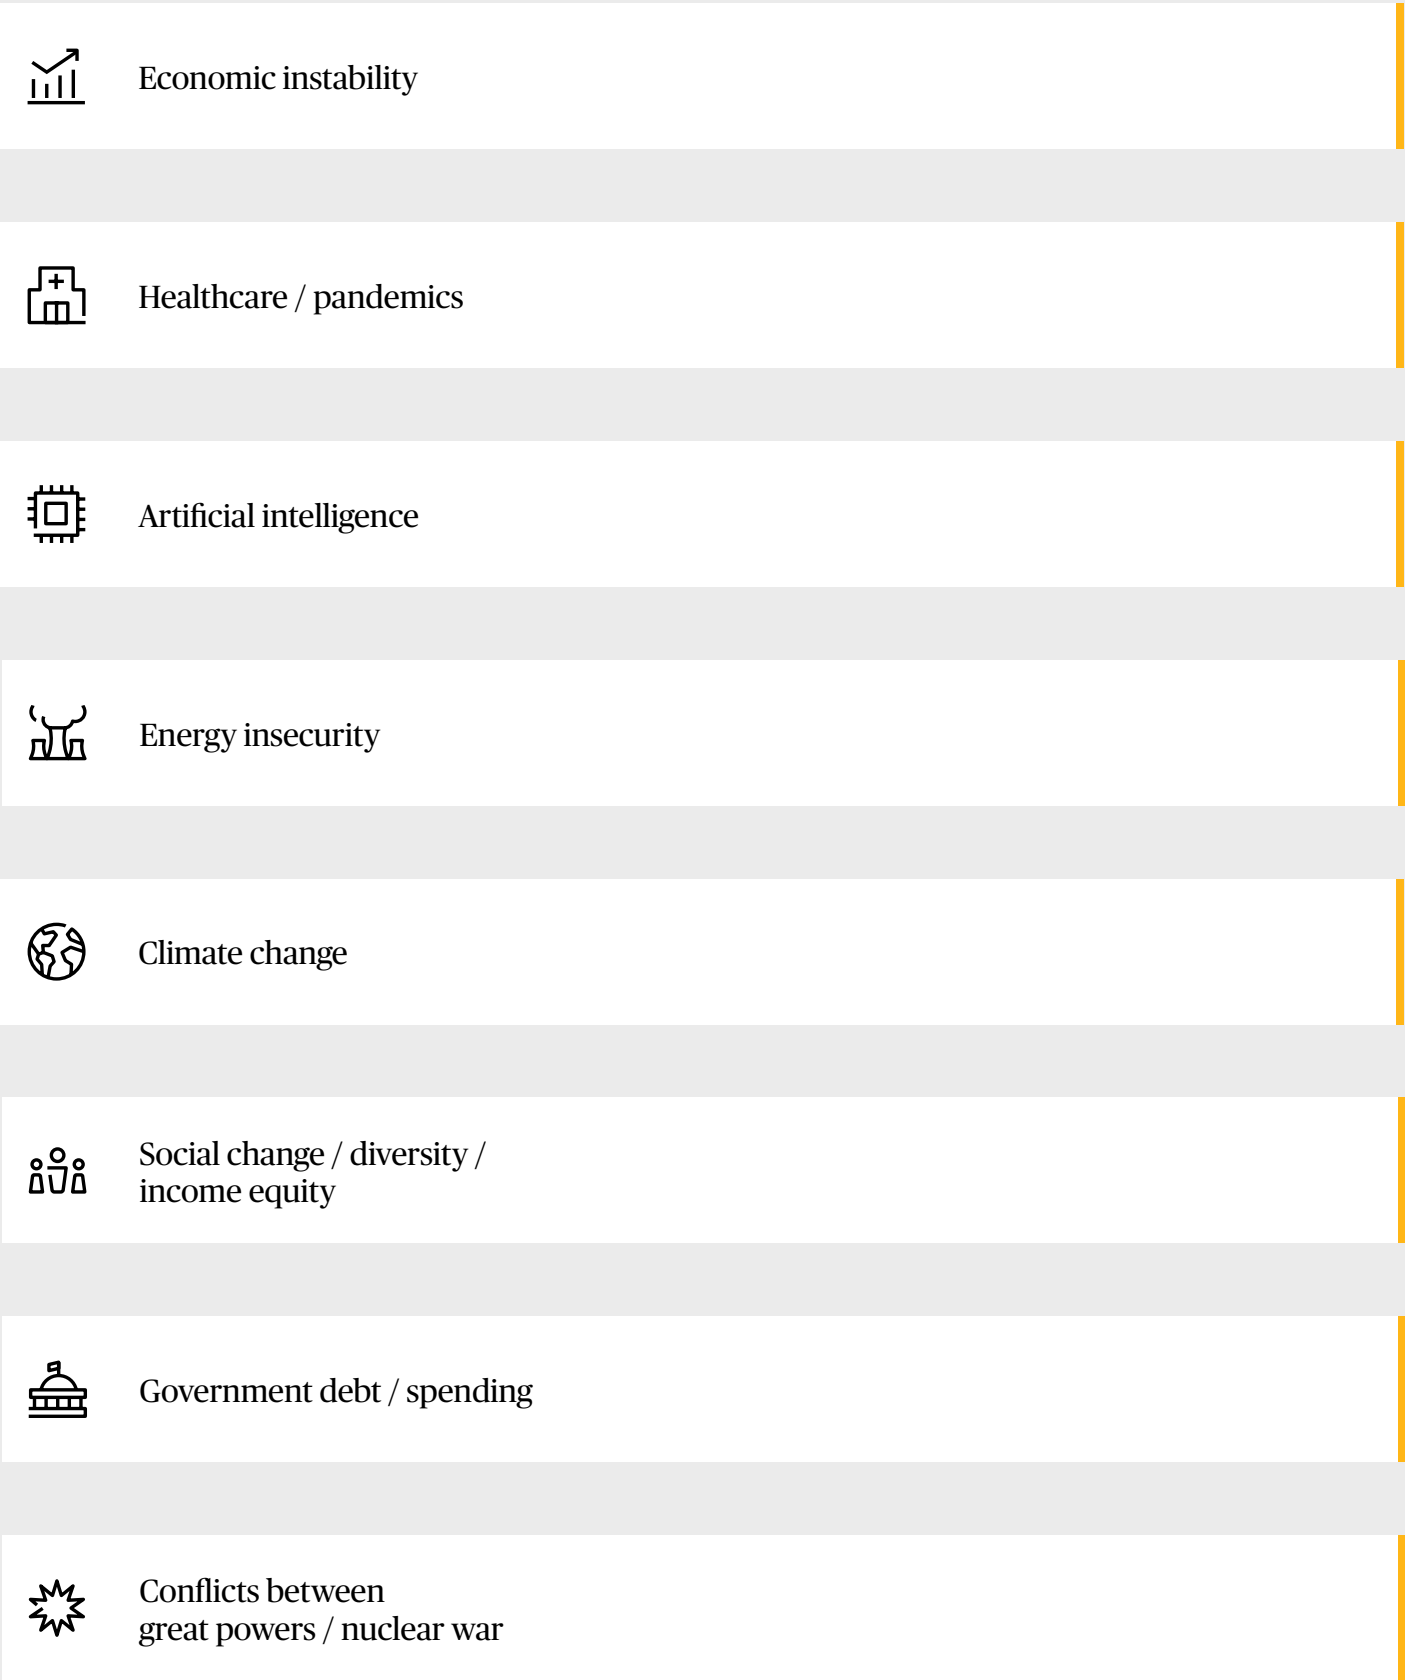 Economic instability
Healthcare / pandemics
Artificial intelligence
Energy insecurity
Climate change
Social change / diversity /
income equity
Government debt / spending
Conflicts between
great powers / nuclear war